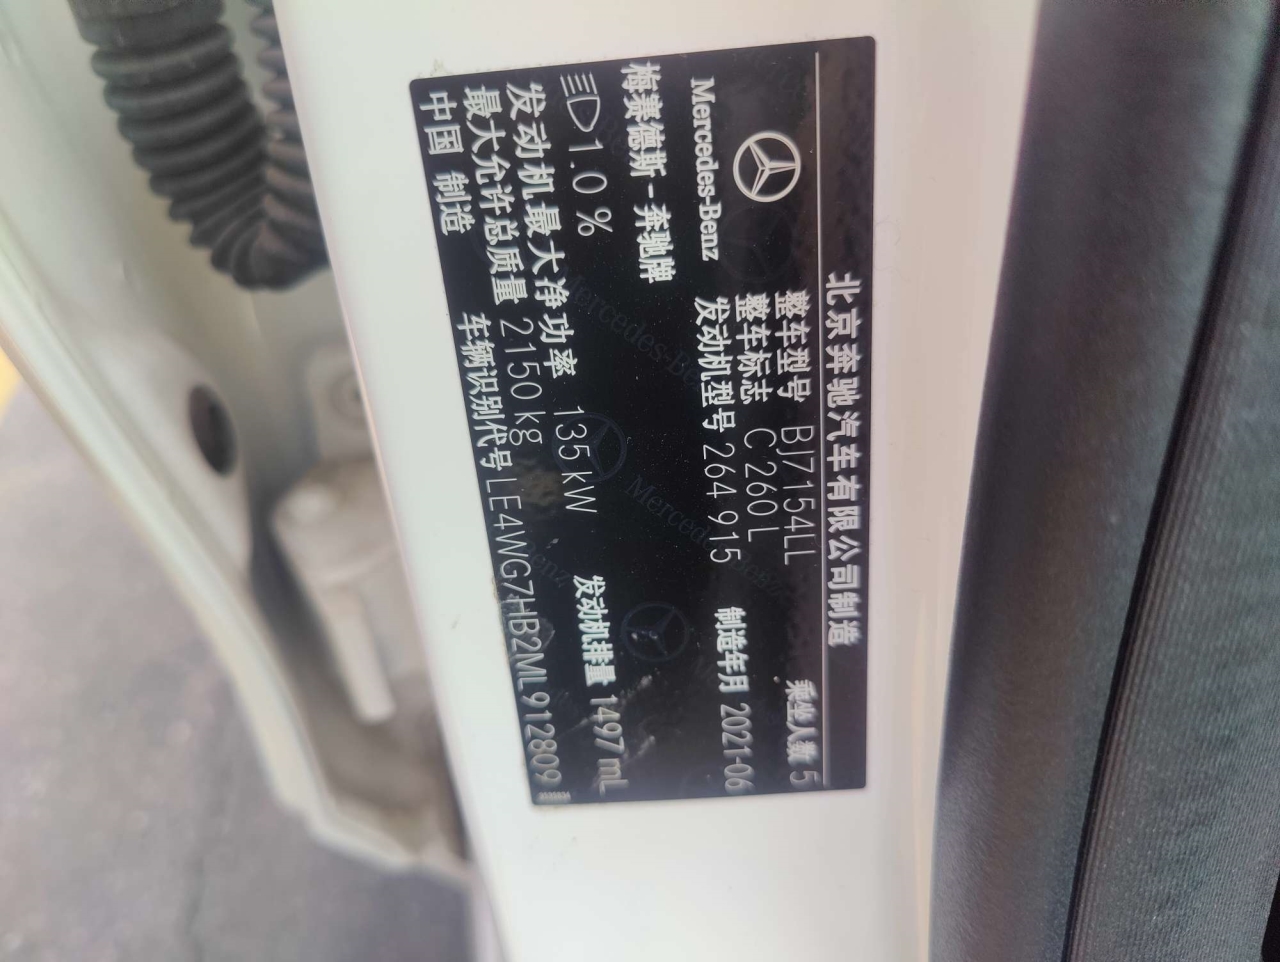 北京奔驰汽车有限公司制造
Mercedes-Benz
整车型号 BJ7154LL
乘坐人数 5
整车标志 C 260 L
发动机型号 264 915
制造年月 2021-06
梅赛德斯-奔驰牌
1.0 %
发动机最大净功率 135 kW
发动机排量 1497 mL
最大允许总质量 2150 kg
中国 制造
车辆识别代号 LE4WG7HB2ML912809